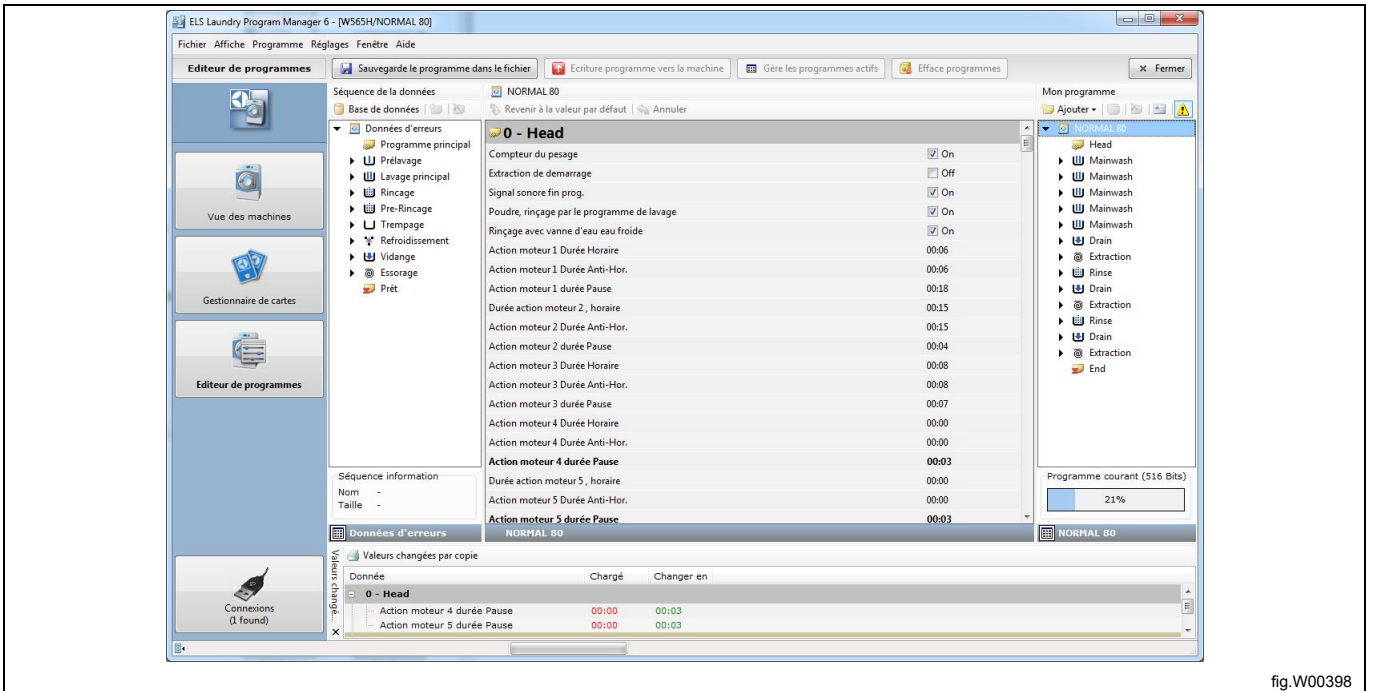 ELS Laundry Program Manager 6 - [W565H/NORMAL 80]
Fichier Affiche Programme Réglages Fenêtre Aide
Editeur de programmes
Sauvegarde le programme dans le fichier
Ecriture programme vers la machine
Gère les programmes actifs
Efface programmes
Fermer
Vue des machines
Gestionnaire de cartes
Editeur de programmes
Connexions
(1 found)
Séquence de la données
Base de données
Données d'erreurs
Programme principal
Prélavage
Lavage principal
Rincage
Pre-Rincage
Trempage
Refroidissement
Vidange
Essorage
Prét
Séquence information
Nom -
Taille -
Données d'erreurs
NORMAL 80
Revenir à la valeur par défaut Annuler
0 - Head
Compteur du pesage On
Extraction de demarrage Off
Signal sonore fin prog. On
Poudre, rinçage par le programme de lavage On
Rinçage avec vanne d'eau eau froide On
Action moteur 1 Durée Horaire 00:06
Action moteur 1 Durée Anti-Hor. 00:06
Action moteur 1 durée Pause 00:18
Durée action moteur 2 , horaire 00:15
Action moteur 2 Durée Anti-Hor. 00:15
Action moteur 2 durée Pause 00:04
Action moteur 3 Durée Horaire 00:08
Action moteur 3 Durée Anti-Hor. 00:08
Action moteur 3 durée Pause 00:07
Action moteur 4 Durée Horaire 00:00
Action moteur 4 Durée Anti-Hor. 00:00
Action moteur 4 durée Pause 00:03
Durée action moteur 5 , horaire 00:00
Action moteur 5 Durée Anti-Hor. 00:00
Action moteur 5 durée Pause 00:03
NORMAL 80
Mon programme
Ajouter
NORMAL 80
Head
Mainwash
Mainwash
Mainwash
Mainwash
Mainwash
Drain
Extraction
Rinse
Drain
Extraction
Rinse
Drain
Extraction
End
Programme courant (516 Bits)
21%
NORMAL 80
Valeurs changé...
Valeurs changées par copie
Donnée Chargé Changer en
0 - Head
Action moteur 4 durée Pause 00:00 00:03
Action moteur 5 durée Pause 00:00 00:03
fig.W00398